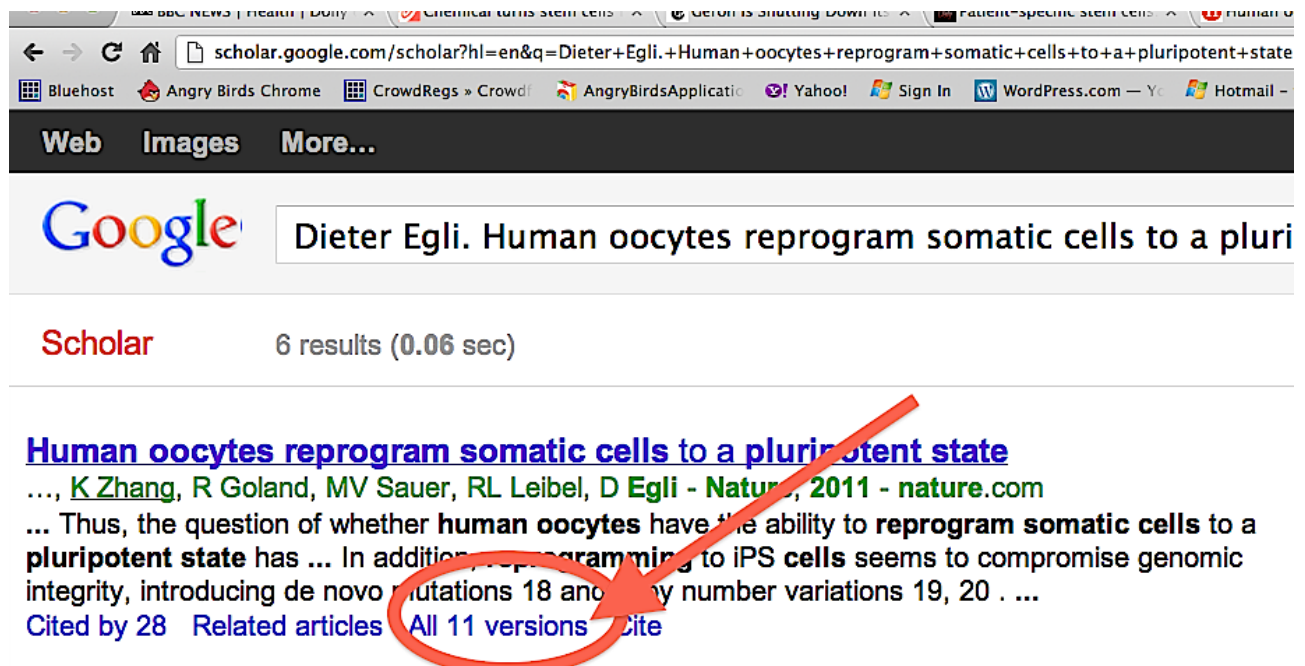 BBC NEWS | Health | Dolly
Chemical turns stem cells
Geron is Shutting Down Its
Patient-specific stem cells
Human o
scholar.google.com/scholar?hl=en&q=Dieter+Egli.+Human+oocytes+reprogram+somatic+cells+to+a+pluripotent+state
Bluehost Angry Birds Chrome CrowdRegs » Crowdf AngryBirdsApplicatio Yahoo! Sign In WordPress.com — Yo Hotmail –
Web Images More...
Google Dieter Egli. Human oocytes reprogram somatic cells to a pluri
Scholar 6 results (0.06 sec)
Human oocytes reprogram somatic cells to a pluripotent state
..., K Zhang, R Goland, MV Sauer, RL Leibel, D Egli - Nature, 2011 - nature.com
... Thus, the question of whether human oocytes have the ability to reprogram somatic cells to a
pluripotent state has ... In addition, reprogramming to iPS cells seems to compromise genomic
integrity, introducing de novo mutations 18 and copy number variations 19, 20 . ...
Cited by 28 Related articles All 11 versions Cite